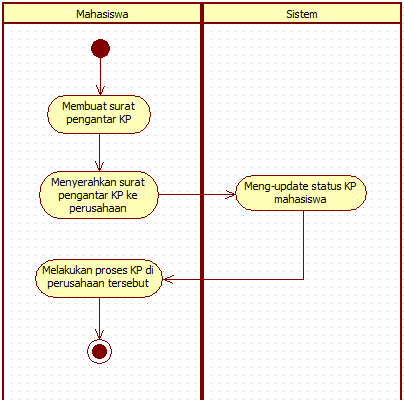 Mahasiswa
Sistem
Membuat surat
pengantar KP
Menyerahkan surat
pengantar KP ke
perusahaan
Meng-update status KP
mahasiswa
Melakukan proses KP di
perusahaan tersebut